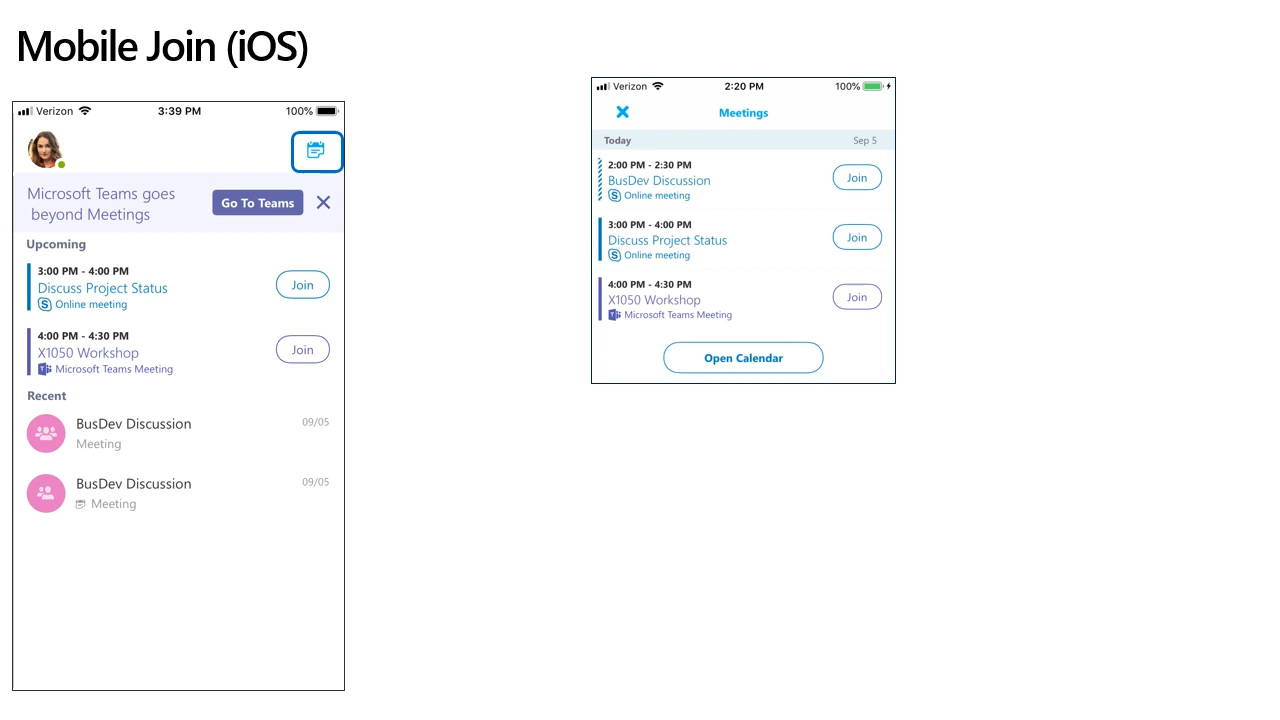 Mobile Join (iOS)
Verizon 3:39 PM 100%
Microsoft Teams goes
beyond Meetings
Go To Teams
Upcoming
3:00 PM - 4:00 PM
Discuss Project Status
Online meeting
Join
4:00 PM - 4:30 PM
X1050 Workshop
Microsoft Teams Meeting
Join
Recent
BusDev Discussion 09/05
Meeting
BusDev Discussion 09/05
Meeting
Verizon 2:20 PM 100%
Meetings
Today Sep 5
2:00 PM - 2:30 PM
BusDev Discussion
Online meeting
Join
3:00 PM - 4:00 PM
Discuss Project Status
Online meeting
Join
4:00 PM - 4:30 PM
X1050 Workshop
Microsoft Teams Meeting
Join
Open Calendar